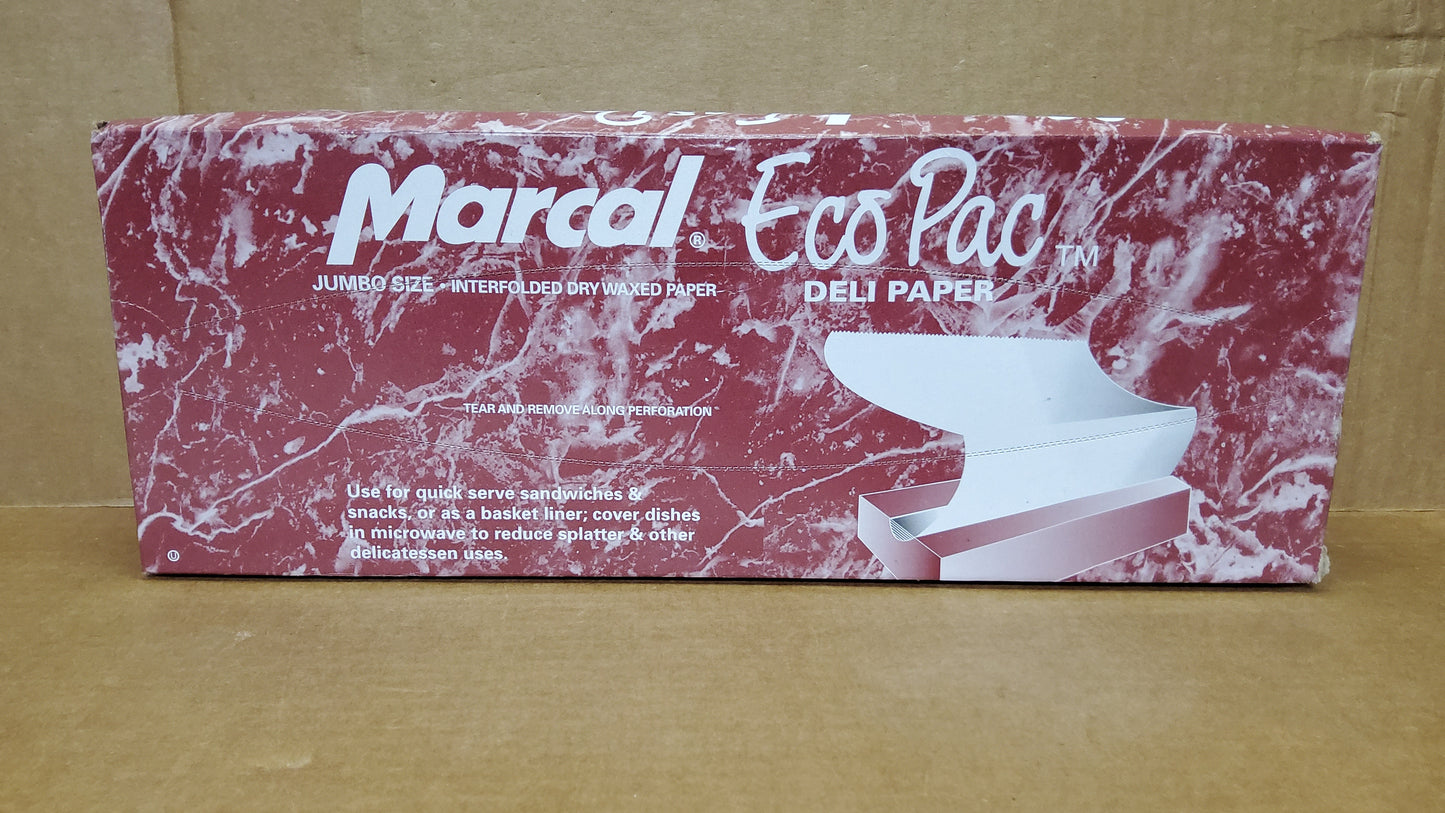 Marcal® Eco Pac™
JUMBO SIZE • INTERFOLDED DRY WAXED PAPER DELI PAPER
TEAR AND REMOVE ALONG PERFORATION
Use for quick serve sandwiches &
snacks, or as a basket liner; cover dishes
in microwave to reduce splatter & other
delicatessen uses.
U